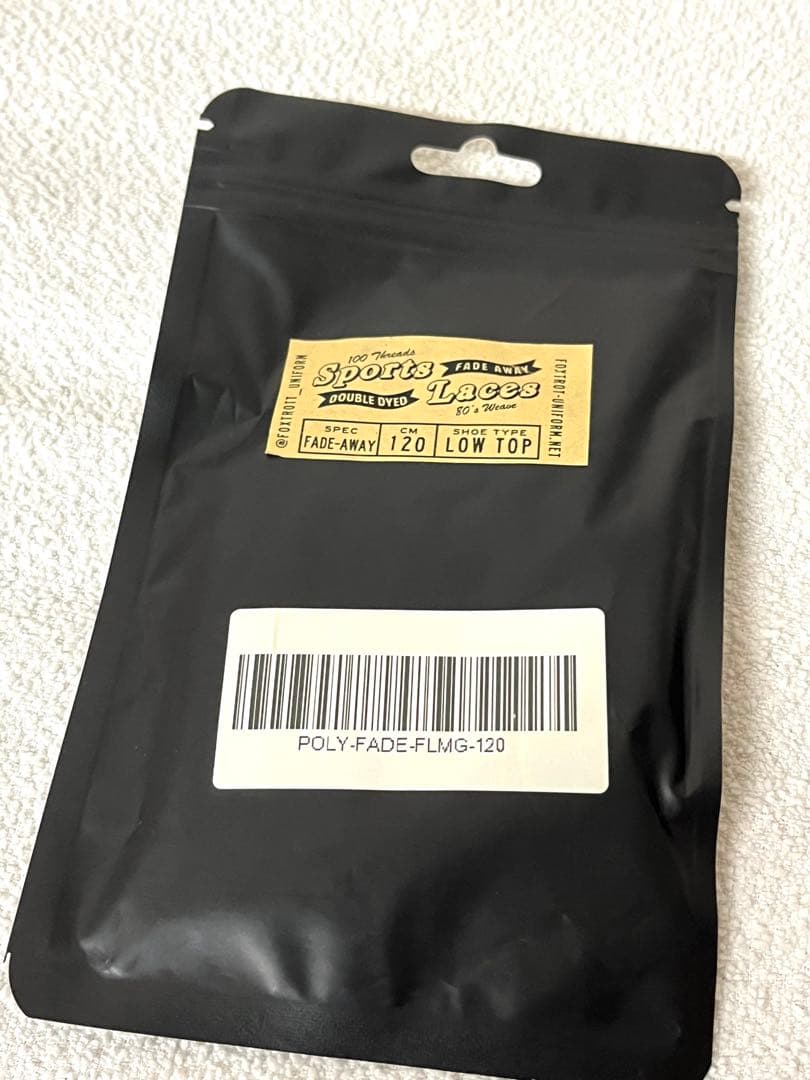 100 Threads
Sports
FADE AWAY
DOUBLE DYED
Laces
80's Weave
SPEC
FADE-AWAY
CM
120
SHOE TYPE
LOW TOP
@FOXTROTT_UNIFORM
FOXTROT-UNIFORM.NET
POLY-FADE-FLMG-120